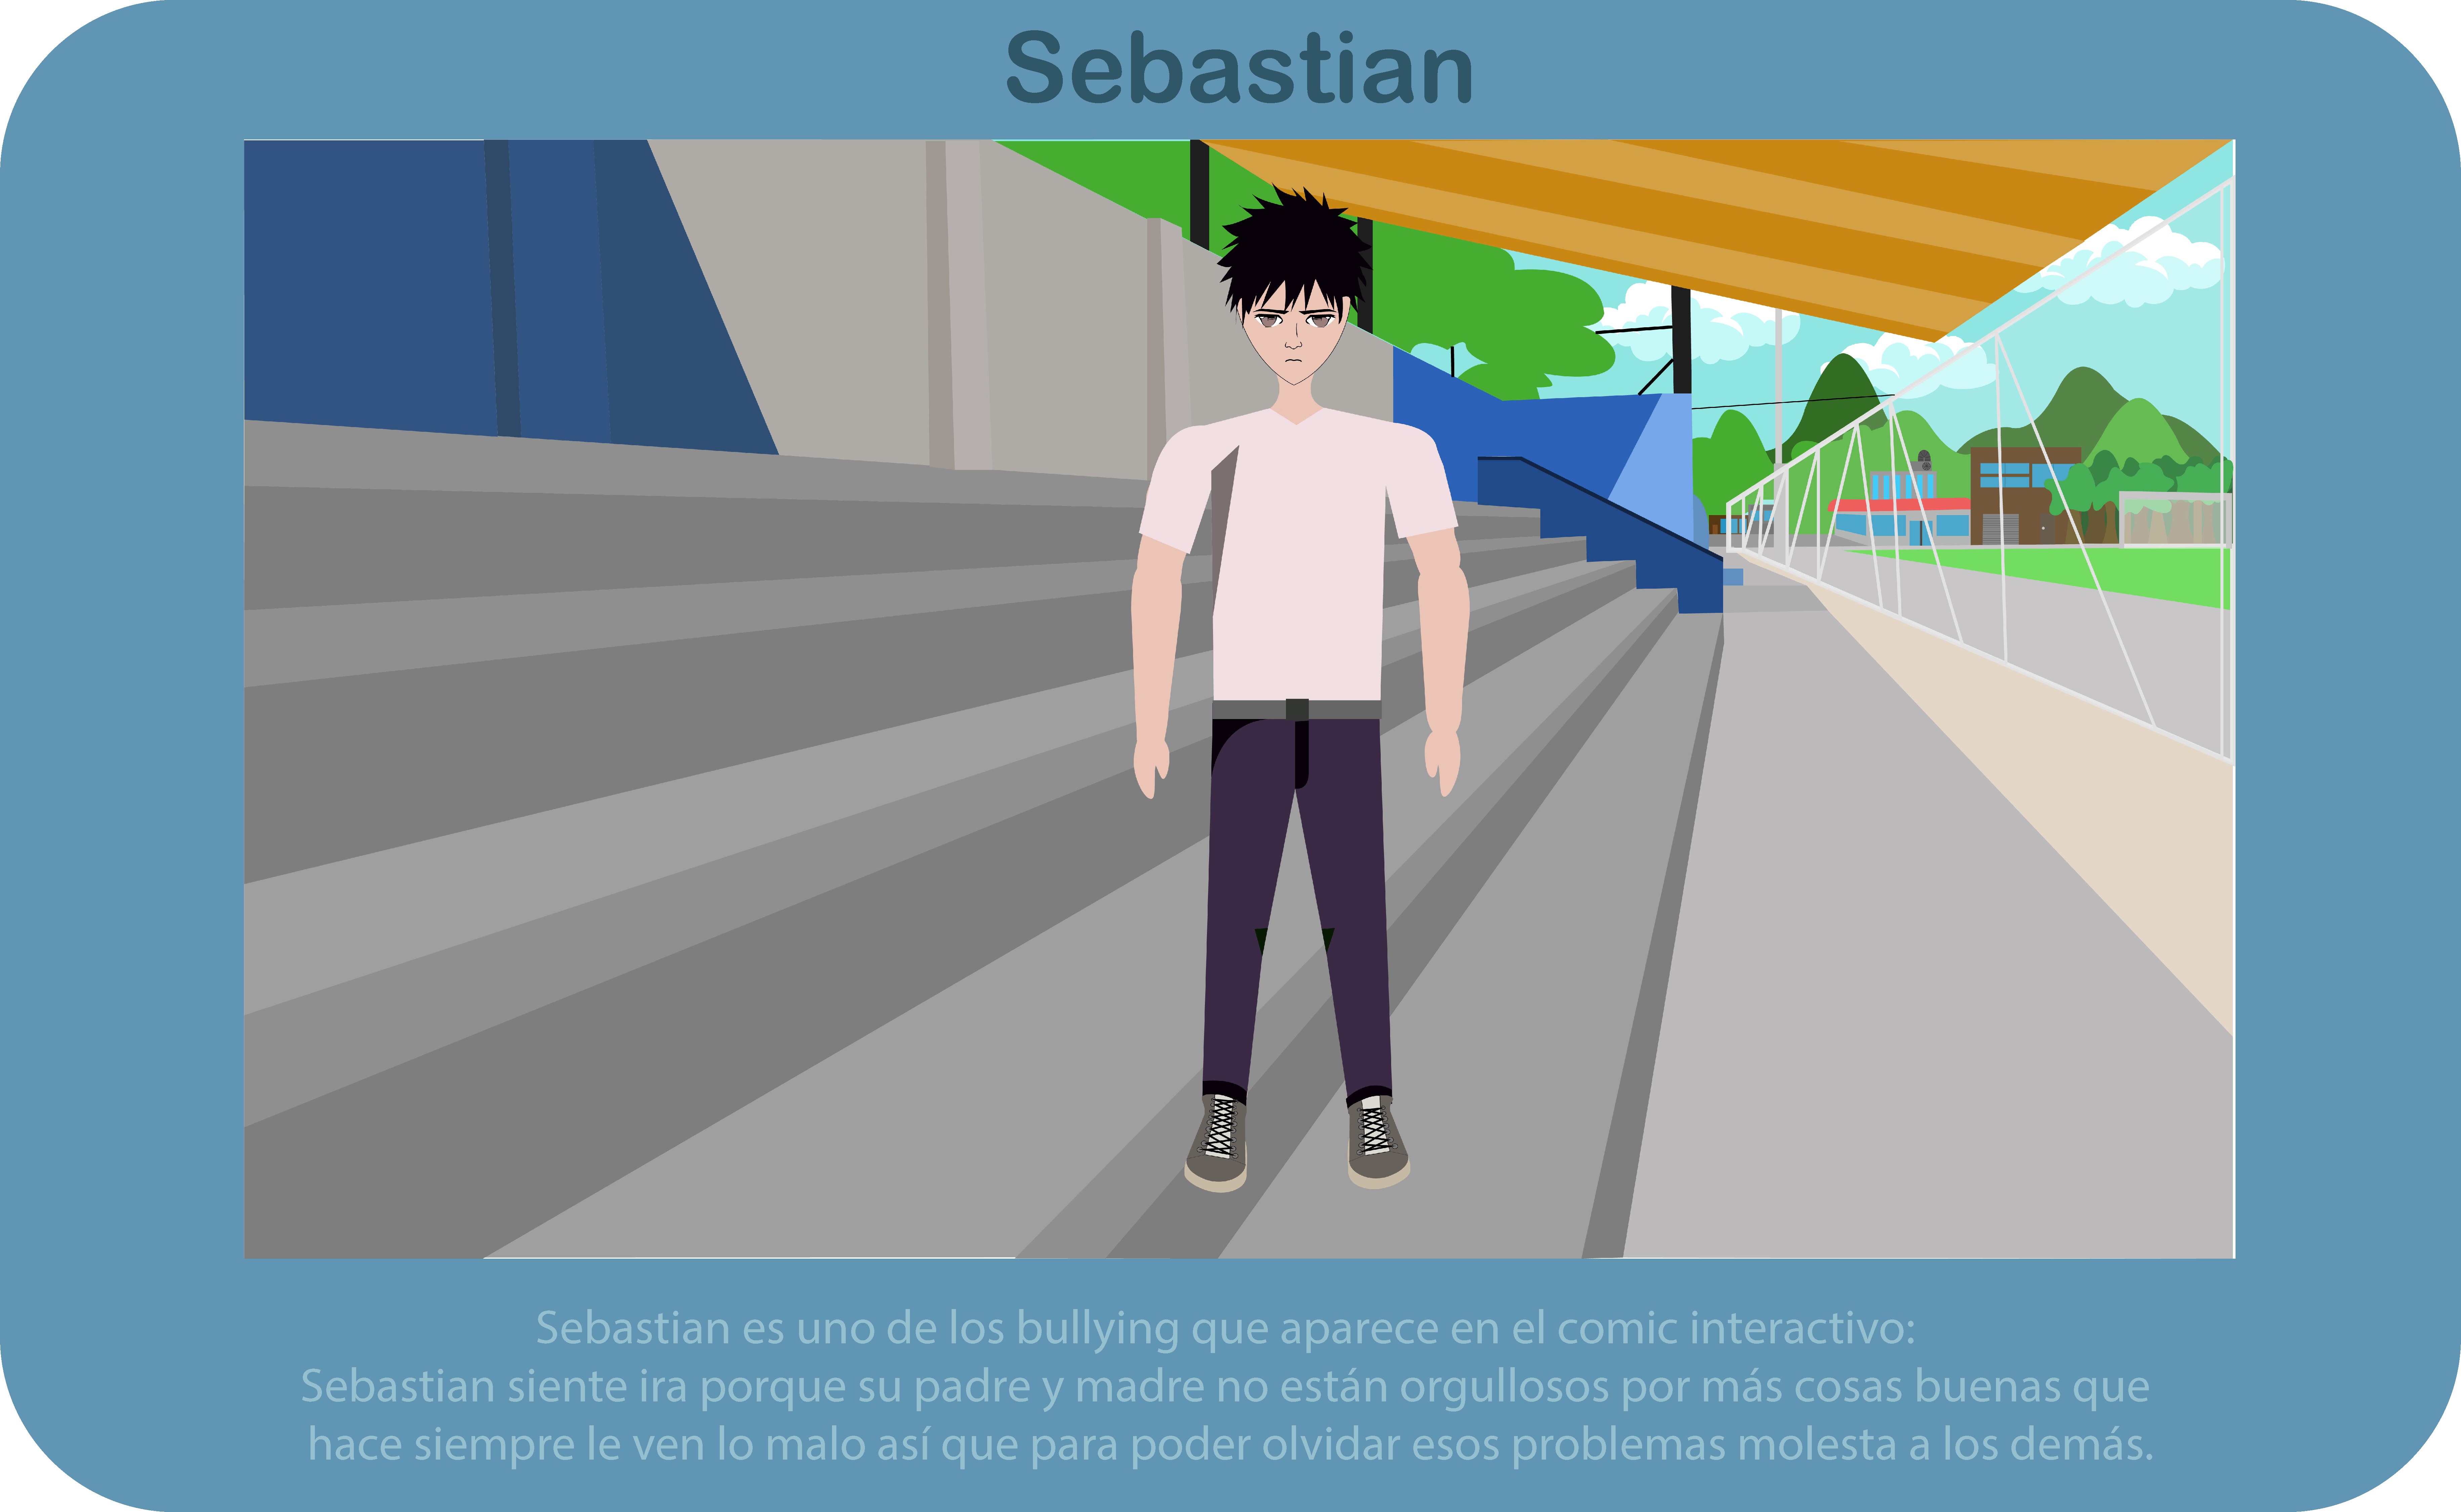 Sebastian
Sebastian es uno de los bullying que aparece en el comic interactivo:
Sebastian siente ira porque su padre y madre no están orgullosos por más cosas buenas que
hace siempre le ven lo malo así que para poder olvidar esos problemas molesta a los demás.